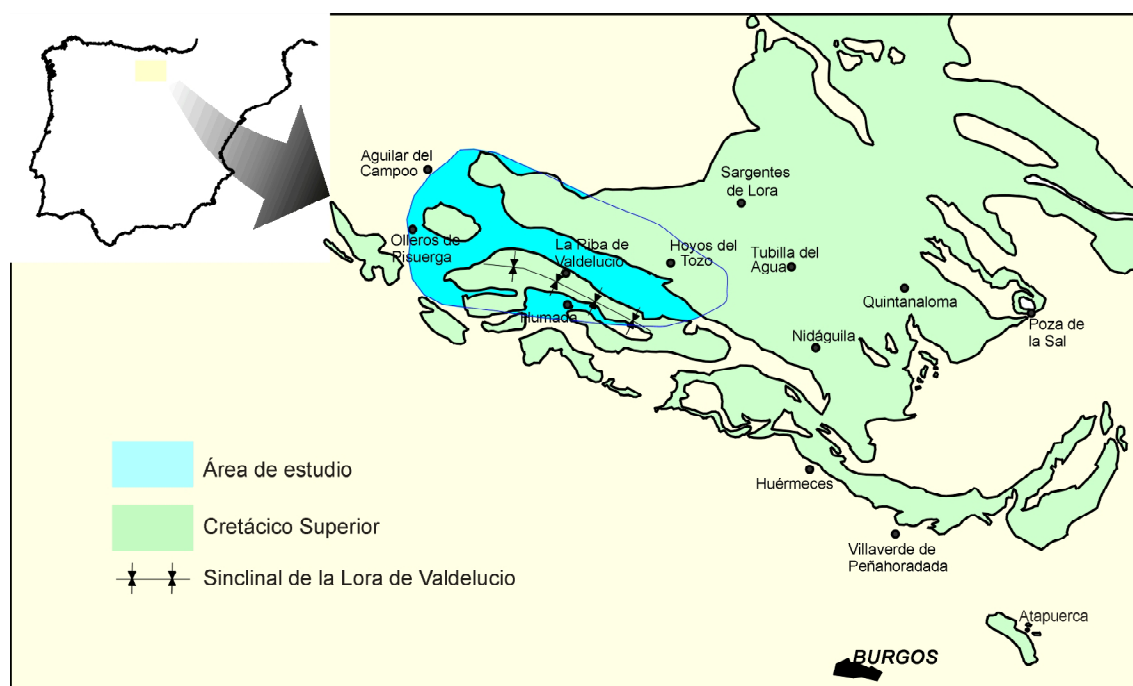 Aguilar del
Campoo
Sargentes
de Lora
Olleros de
Pisuerga
La Riba de
Valdelucio
Hoyos del
Tozo
Tubilla del
Agua
Quintanaloma
Humada
Poza de
la Sal
Nidáguila
Área de estudio
Huérmeces
Cretácico Superior
Villaverde de
Peñahoradada
Sinclinal de la Lora de Valdelucio
Atapuerca
BURGOS